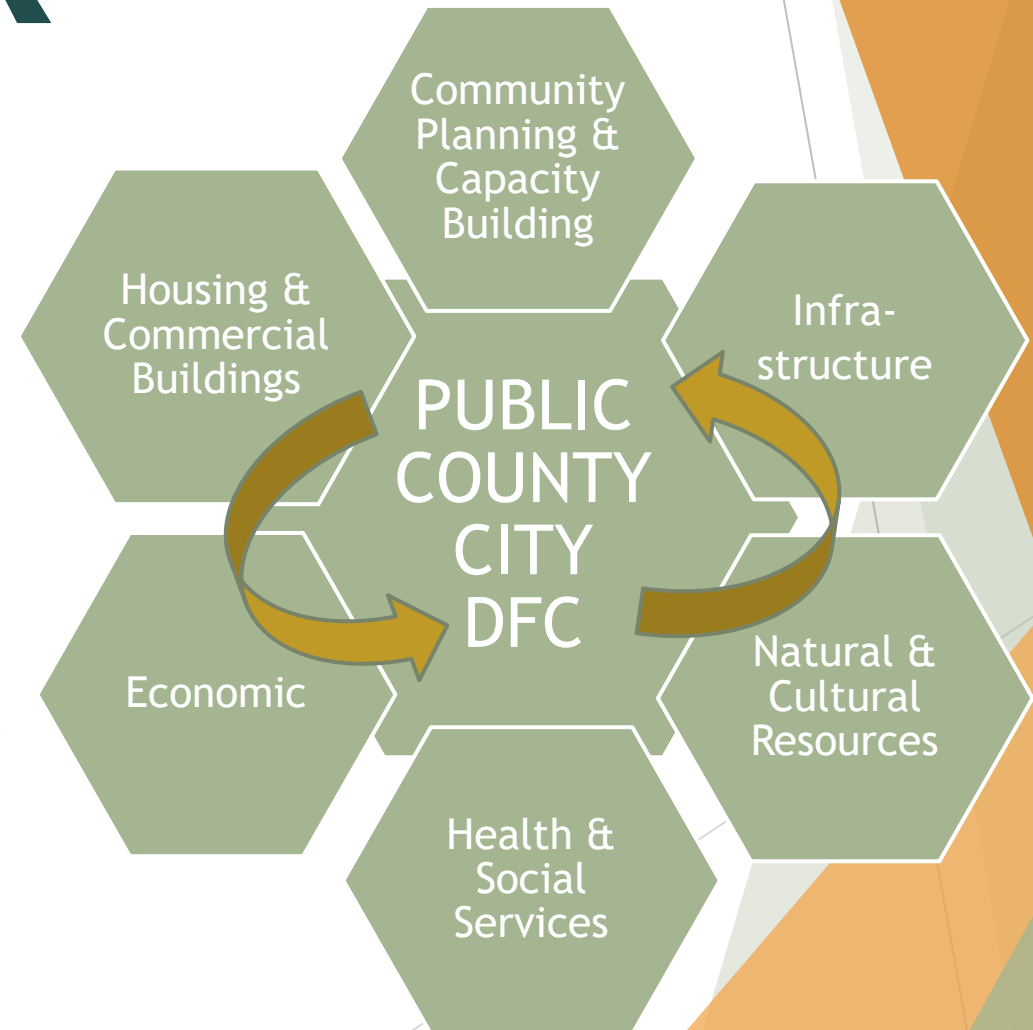 Community
Planning &
Capacity
Building
Housing &
Commercial
Buildings
Infra-
structure
PUBLIC
COUNTY
CITY
DFC
Economic
Natural &
Cultural
Resources
Health &
Social
Services